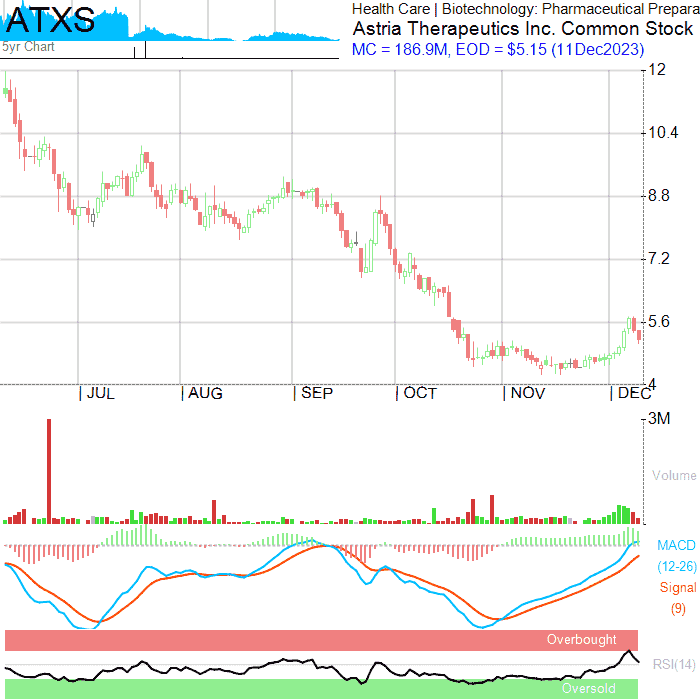 ATXS
5yr Chart
Health Care | Biotechnology: Pharmaceutical Prepara
Astria Therapeutics Inc. Common Stock
MC = 186.9M, EOD = $5.15 (11Dec2023)
12
10.4
8.8
7.2
5.6
4
JUL
AUG
SEP
OCT
NOV
DEC
3M
Volume
MACD
(12-26)
Signal
(9)
Overbought
RSI(14)
Oversold